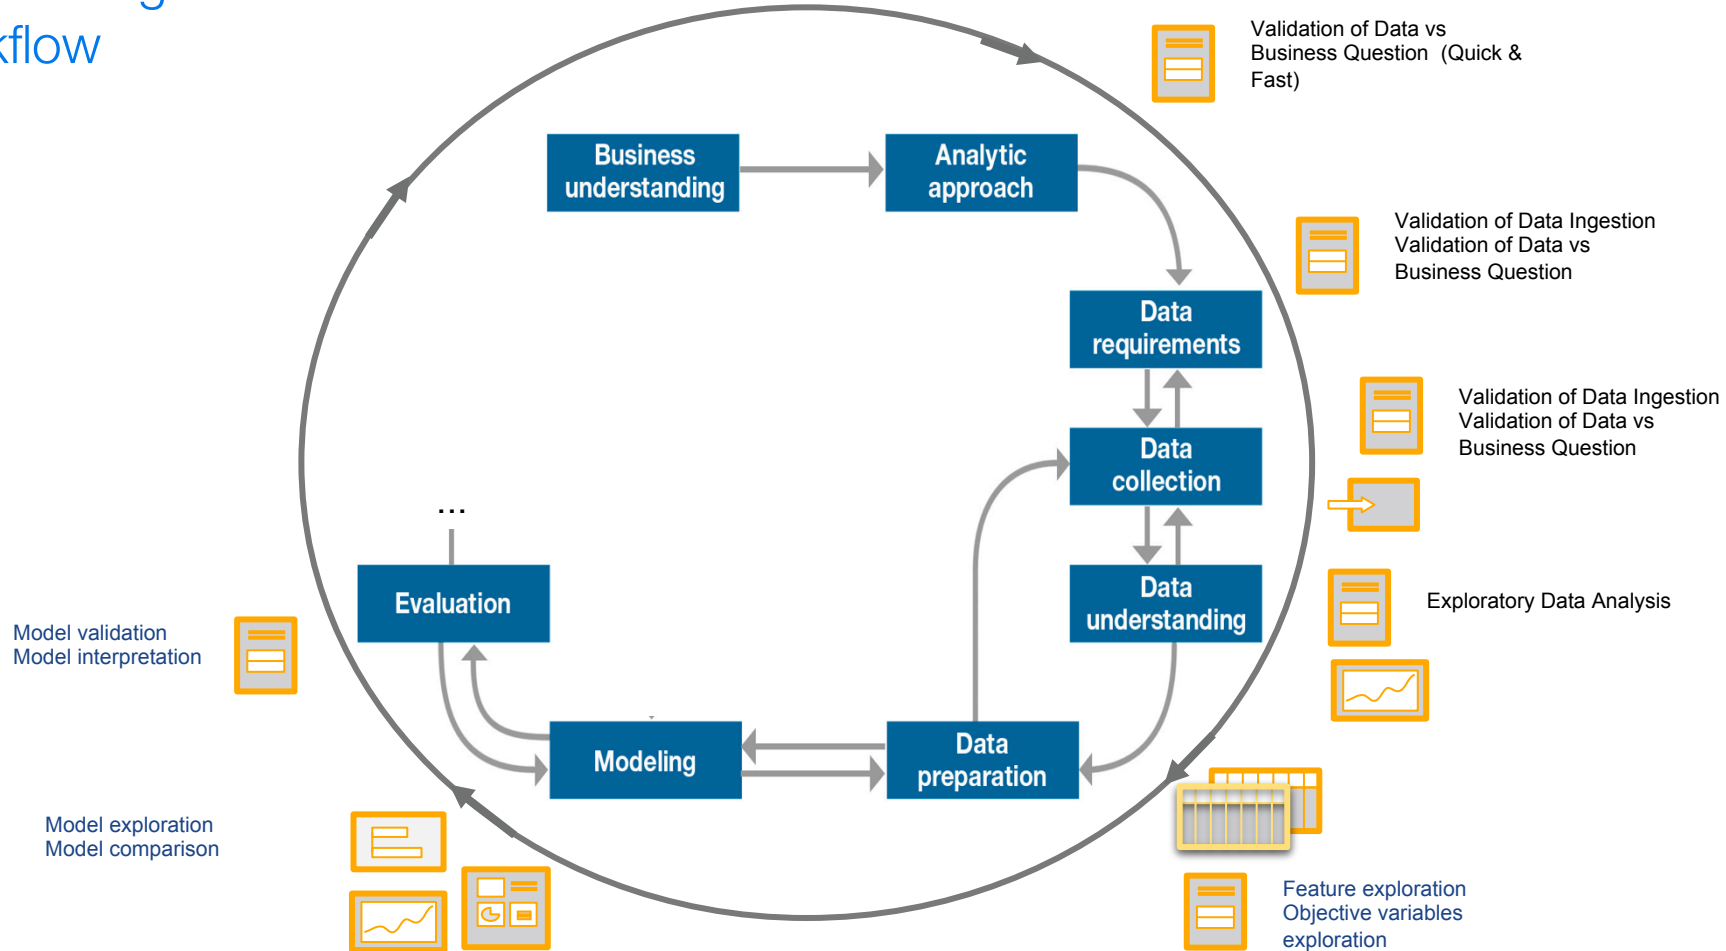 kflow
Validation of Data vs
Business Question (Quick &
Fast)
Business
understanding
Analytic
approach
Validation of Data Ingestion
Validation of Data vs
Business Question
Data
requirements
Validation of Data Ingestion
Validation of Data vs
Business Question
Data
collection
...
Evaluation
Data
understanding
Exploratory Data Analysis
Model validation
Model interpretation
Modeling
Data
preparation
Model exploration
Model comparison
Feature exploration
Objective variables
exploration